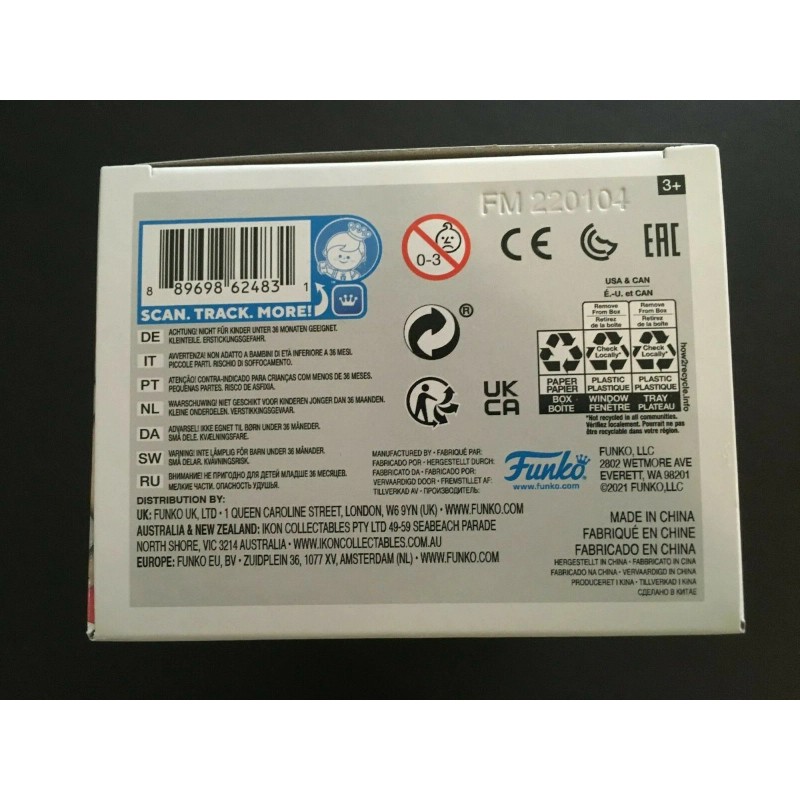 FM 220104
3+
8 89698 62483 1
SCAN. TRACK. MORE!
0-3
CE
EAC
UK
CA
®
USA & CAN
É.-U. et CAN
Remove From Box
Retirez de la boîte
Remove From Box
Retirez de la boîte
Check Locally*
Check Locally*
PAPER
PAPIER
PLASTIC
PLASTIQUE
PLASTIC
PLASTIQUE
BOX
BOÎTE
WINDOW
FENÊTRE
TRAY
PLATEAU
*Not recycled in all communities.
Vérifiez localement. Pourrait ne pas
être recyclé dans votre région.
how2recycle.info
DE ACHTUNG! NICHT FÜR KINDER UNTER 36 MONATEN GEEIGNET.
KLEINTEILE. ERSTICKUNGSGEFAHR.
IT AVVERTENZA! NON ADATTO A BAMBINI DI ETÀ INFERIORE A 36 MESI.
PICCOLE PARTI. RISCHIO DI SOFFOCAMENTO.
PT ATENÇÃO! CONTRA-INDICADO PARA CRIANÇAS COM MENOS DE 36 MESES.
PEQUENAS PARTES. RISCO DE ASFIXIA.
NL WAARSCHUWING! NIET GESCHIKT VOOR KINDEREN JONGER DAN 36 MAANDEN.
KLEINE ONDERDELEN. VERSTIKKINGSGEVAAR.
DA ADVARSEL! IKKE EGNET TIL BØRN UNDER 36 MÅNEDER.
SMÅ DELE. KVÆLNINGSFARE.
SW VARNING! INTE LÄMPLIG FÖR BARN UNDER 36 MÅNADER.
SMÅ DELAR. KVÄVNINGSRISK.
RU ВНИМАНИЕ! НЕ ПРИГОДНО ДЛЯ ДЕТЕЙ МЛАДШЕ 36 МЕСЯЦЕВ.
МЕЛКИЕ ЧАСТИ. ОПАСНОСТЬ УДУШЬЯ.
MANUFACTURED BY • FABRIQUÉ PAR:
FABRICADO POR • HERGESTELLT DURCH:
FABRICADO DA • FABRICADO POR:
VERVAARDIGD DOOR • FREMSTILLET AF:
TILLVERKAD AV • ПРОИЗВОДИТЕЛЬ:
Funko
www.funko.com
FUNKO, LLC
2802 WETMORE AVE
EVERETT, WA 98201
©2021 FUNKO,LLC
DISTRIBUTION BY:
UK: FUNKO UK, LTD • 1 QUEEN CAROLINE STREET, LONDON, W6 9YN (UK) • WWW.FUNKO.COM
AUSTRALIA & NEW ZEALAND: IKON COLLECTABLES PTY LTD 49-59 SEABEACH PARADE
NORTH SHORE, VIC 3214 AUSTRALIA • WWW.IKONCOLLECTABLES.COM.AU
EUROPE: FUNKO EU, BV • ZUIDPLEIN 36, 1077 XV, AMSTERDAM (NL) • WWW.FUNKO.COM
MADE IN CHINA
FABRIQUÉ EN CHINE
FABRICADO EN CHINA
HERGESTELLT IN CHINA • FABBRICATO IN CINA
FABRICADO NA CHINA • VERVAARDIGD IN CHINA
PRODUCERET I KINA • TILLVERKAD I KINA
СДЕЛАНО В КИТАЕ